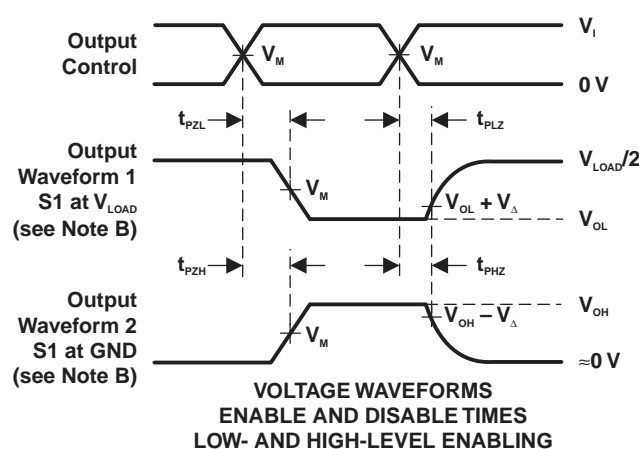 Output
Control
V_M
V_M
V_I
0 V
t_PZL
t_PLZ
Output
Waveform 1
S1 at V_LOAD
(see Note B)
V_M
V_OL + V_Δ
V_LOAD/2
V_OL
t_PZH
t_PHZ
Output
Waveform 2
S1 at GND
(see Note B)
V_M
V_OH – V_Δ
V_OH
≈0 V
VOLTAGE WAVEFORMS
ENABLE AND DISABLE TIMES
LOW- AND HIGH-LEVEL ENABLING